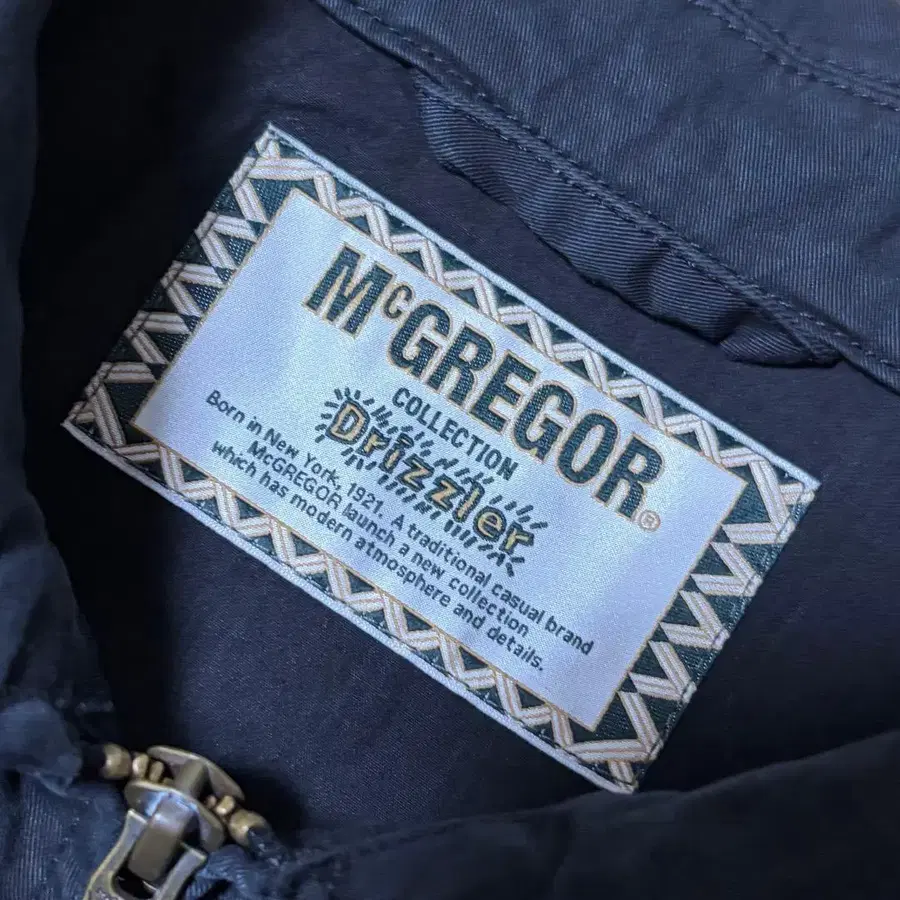 McGREGOR®
COLLECTION
Drizzler
Born in New York, 1921. A traditional casual brand
McGREGOR launch a new collection
which has modern atmosphere and details.